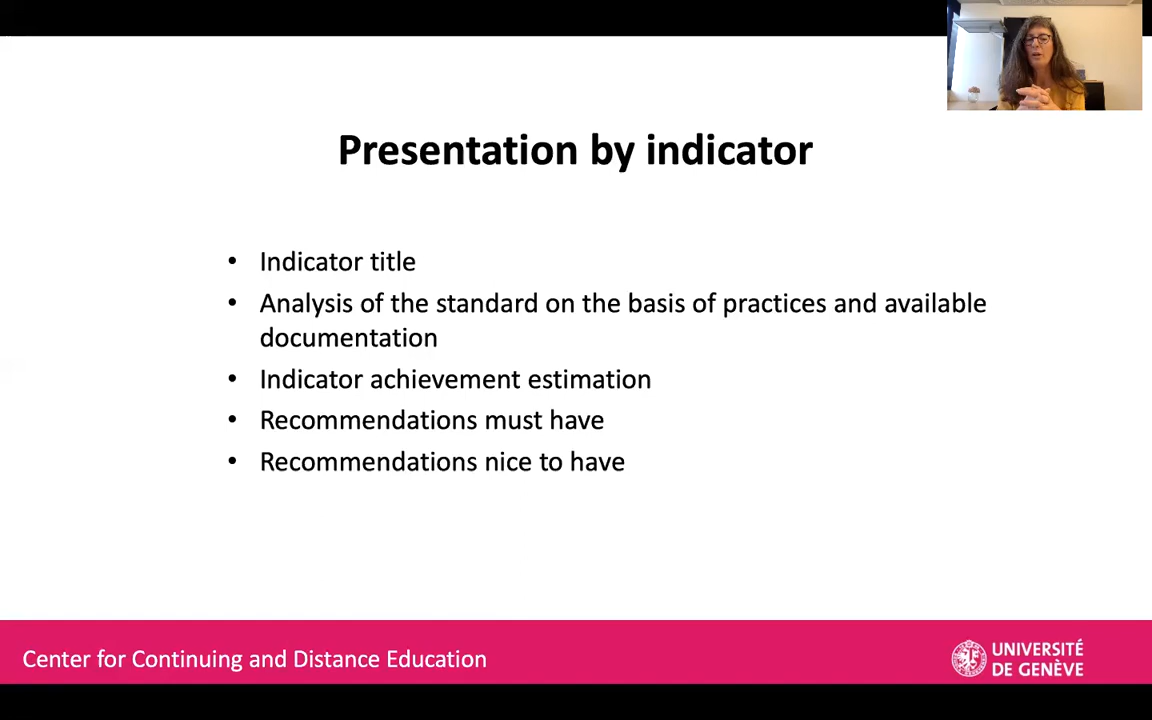 Presentation by indicator
• Indicator title
• Analysis of the standard on the basis of practices and available
documentation
• Indicator achievement estimation
• Recommendations must have
• Recommendations nice to have
Center for Continuing and Distance Education
UNIVERSITÉ
DE GENÈVE